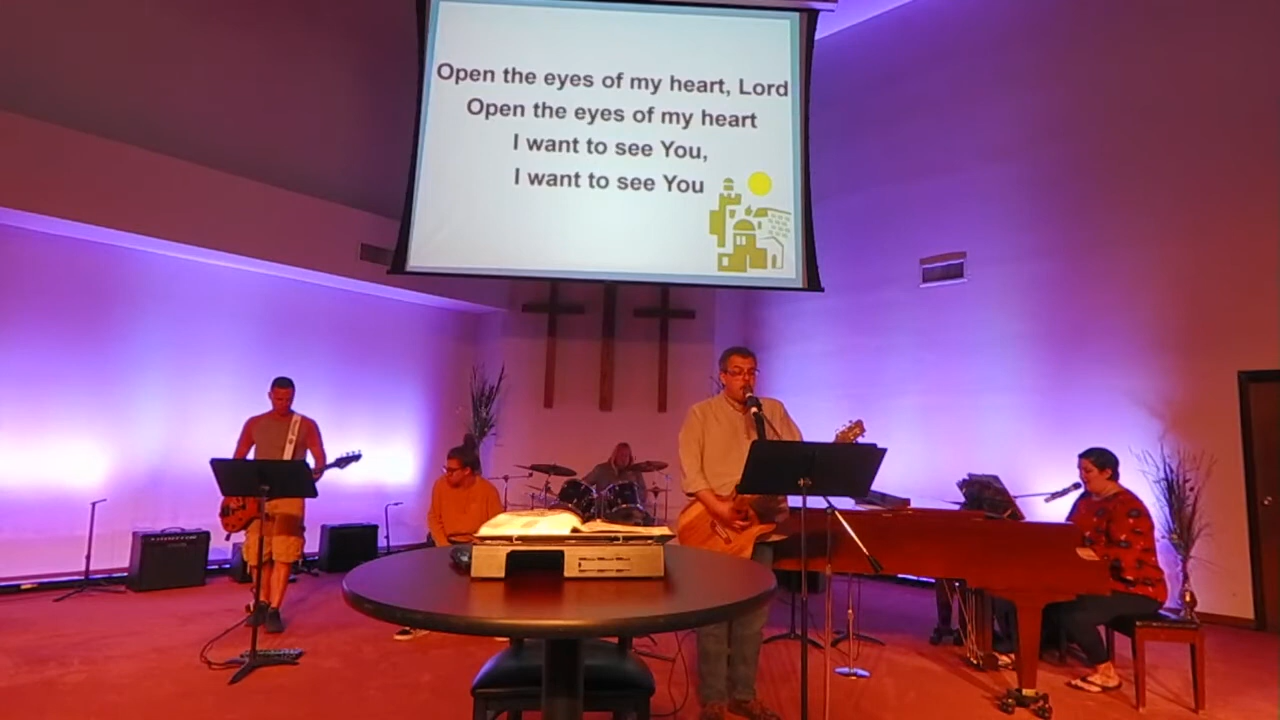 Open the eyes of my heart, Lord
Open the eyes of my heart
I want to see You,
I want to see You